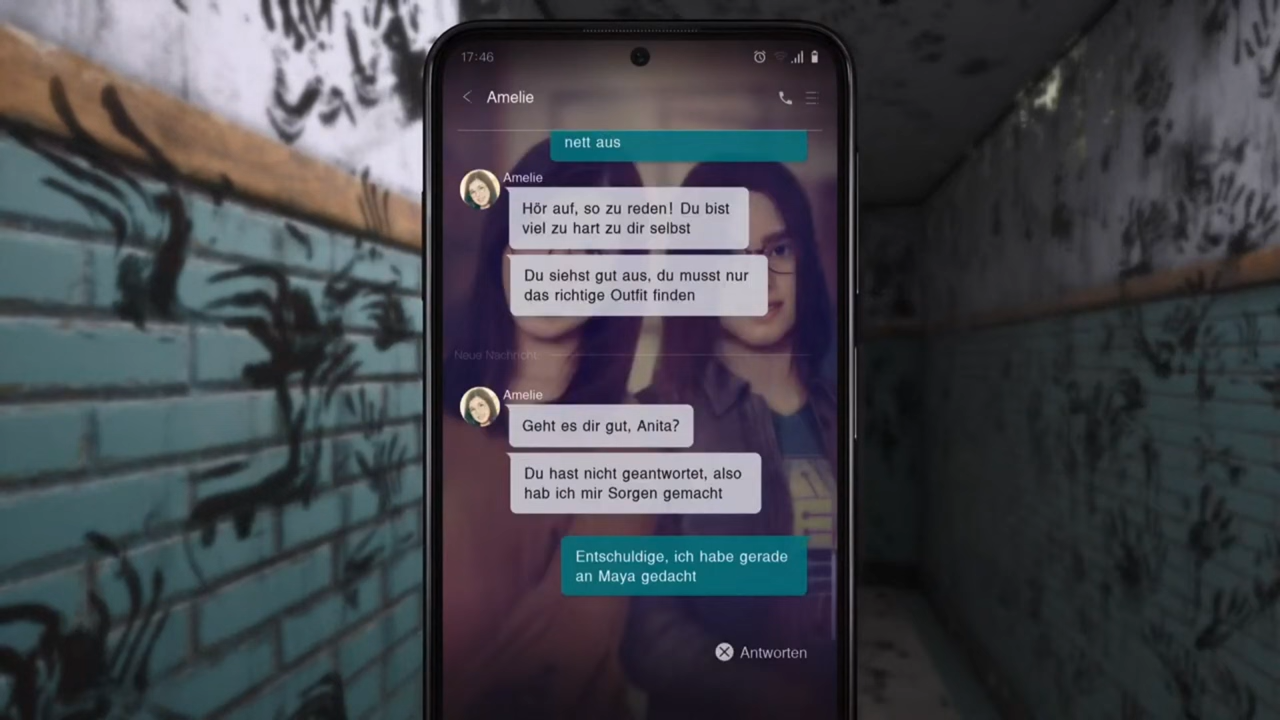 17:46
Amelie
nett aus
Amelie
Hör auf, so zu reden! Du bist
viel zu hart zu dir selbst
Du siehst gut aus, du musst nur
das richtige Outfit finden
Neue Nachricht
Amelie
Geht es dir gut, Anita?
Du hast nicht geantwortet, also
hab ich mir Sorgen gemacht
Entschuldige, ich habe gerade
an Maya gedacht
Antworten